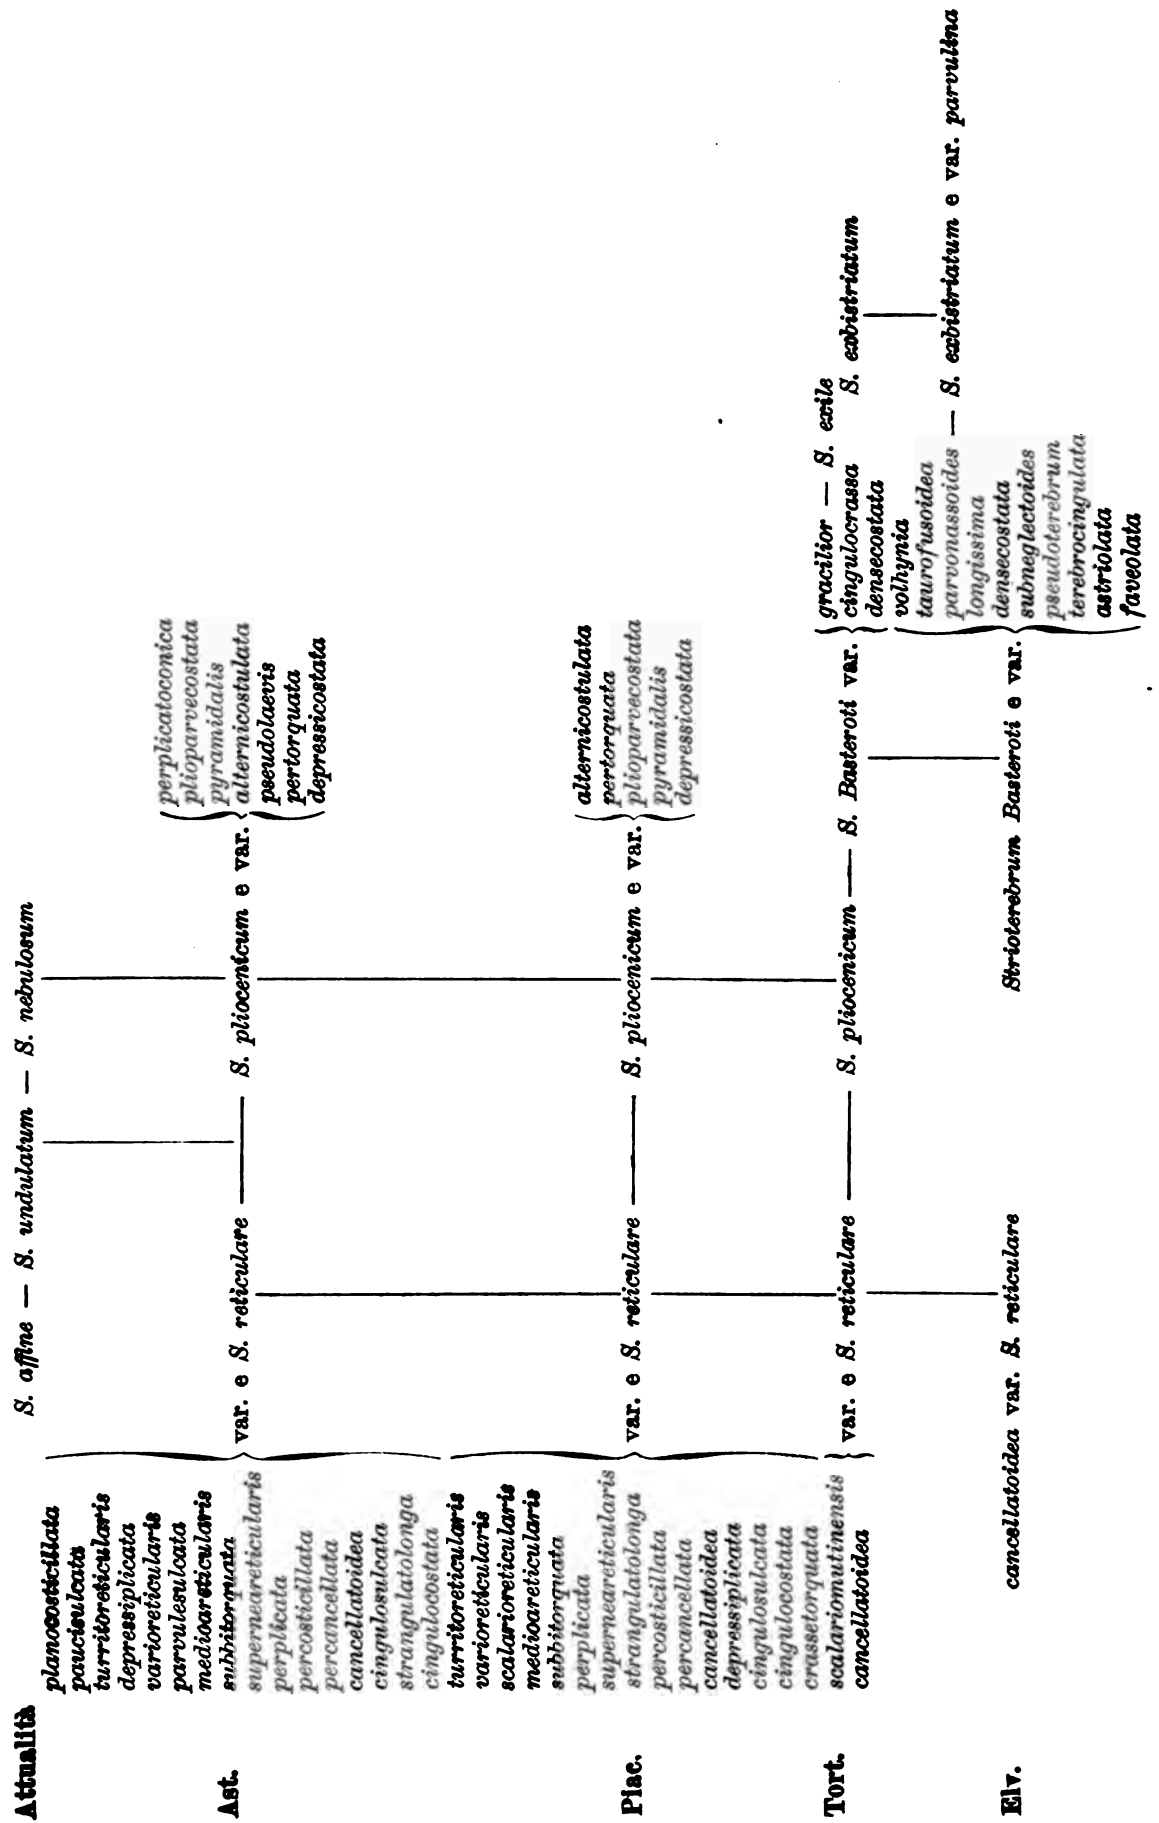 Attualità
S. affine — S. undulatum — S. nebulosum
planocosticillata
paucisulcata
turritoreticularis
depressiplicata
varioreticularis
parvulesulcata
medioareticularis
subbitorquata
superneareticularis
perplicata
percosticillata
percancellata
cancellatoidea
cingulosulcata
strangulatolonga
cingulocostata
Ast.
var. e S. reticulare — S. pliocenicum e var.
perplicatoconica
plioparvecostata
pyramidalis
alternicostulata
pseudolaevis
pertorquata
depressicostata
turritoreticularis
varioreticularis
scalarioreticularis
medioareticularis
subbitorquata
perplicata
superneareticularis
strangulatolonga
percosticillata
percancellata
cancellatoidea
depressiplicata
cingulosulcata
cingulocostata
crassetorquata
Piac.
var. e S. reticulare — S. pliocenicum e var.
alternicostulata
pertorquata
plioparvecostata
pyramidalis
depressicostata
scalariomutinensis
cancellatoidea
Tort.
var. e S. reticulare — S. pliocenicum — S. Basteroti var.
gracilior — S. exile
cingulocrassa
densecostata
S. exbistriatum
Elv.
cancellatoidea var. S. reticulare
Strioterebrum Basteroti e var.
volhynia
taurofusoidea
parvonassoides — S. exbistriatum e var. parvulina
longissima
densecostata
subneglectoides
pseudoterebrum
terebrocingulata
astriolata
faveolata